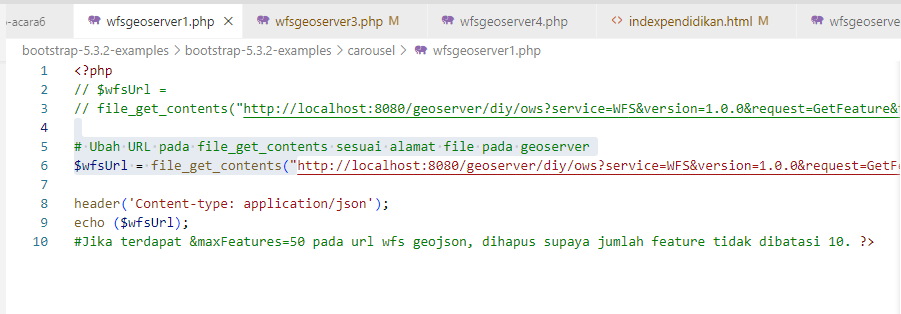 -acara6
wfsgeoserver1.php
wfsgeoserver3.php M
wfsgeoserver4.php
indexpendidikan.html M
wfsgeoserve
bootstrap-5.3.2-examples > bootstrap-5.3.2-examples > carousel > wfsgeoserver1.php
1 <?php
2 // $wfsUrl =
3 // file_get_contents("http://localhost:8080/geoserver/diy/ows?service=WFS&version=1.0.0&request=GetFeature&
4
5 # Ubah URL pada file_get_contents sesuai alamat file pada geoserver
6 $wfsUrl = file_get_contents("http://localhost:8080/geoserver/diy/ows?service=WFS&version=1.0.0&request=GetF
7
8 header('Content-type: application/json');
9 echo ($wfsUrl);
10 #Jika terdapat &maxFeatures=50 pada url wfs geojson, dihapus supaya jumlah feature tidak dibatasi 10. ?>